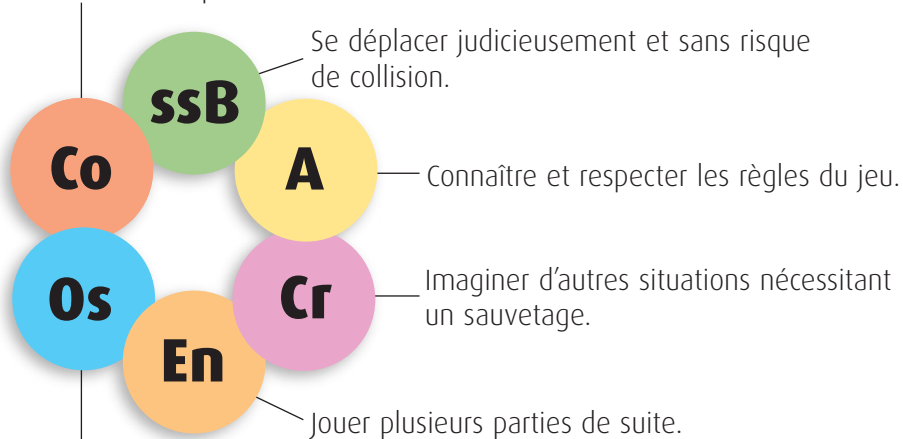 ssB
Se déplacer judicieusement et sans risque
de collision.
Co
A
Connaître et respecter les règles du jeu.
Os
Cr
Imaginer d'autres situations nécessitant
un sauvetage.
En
Jouer plusieurs parties de suite.